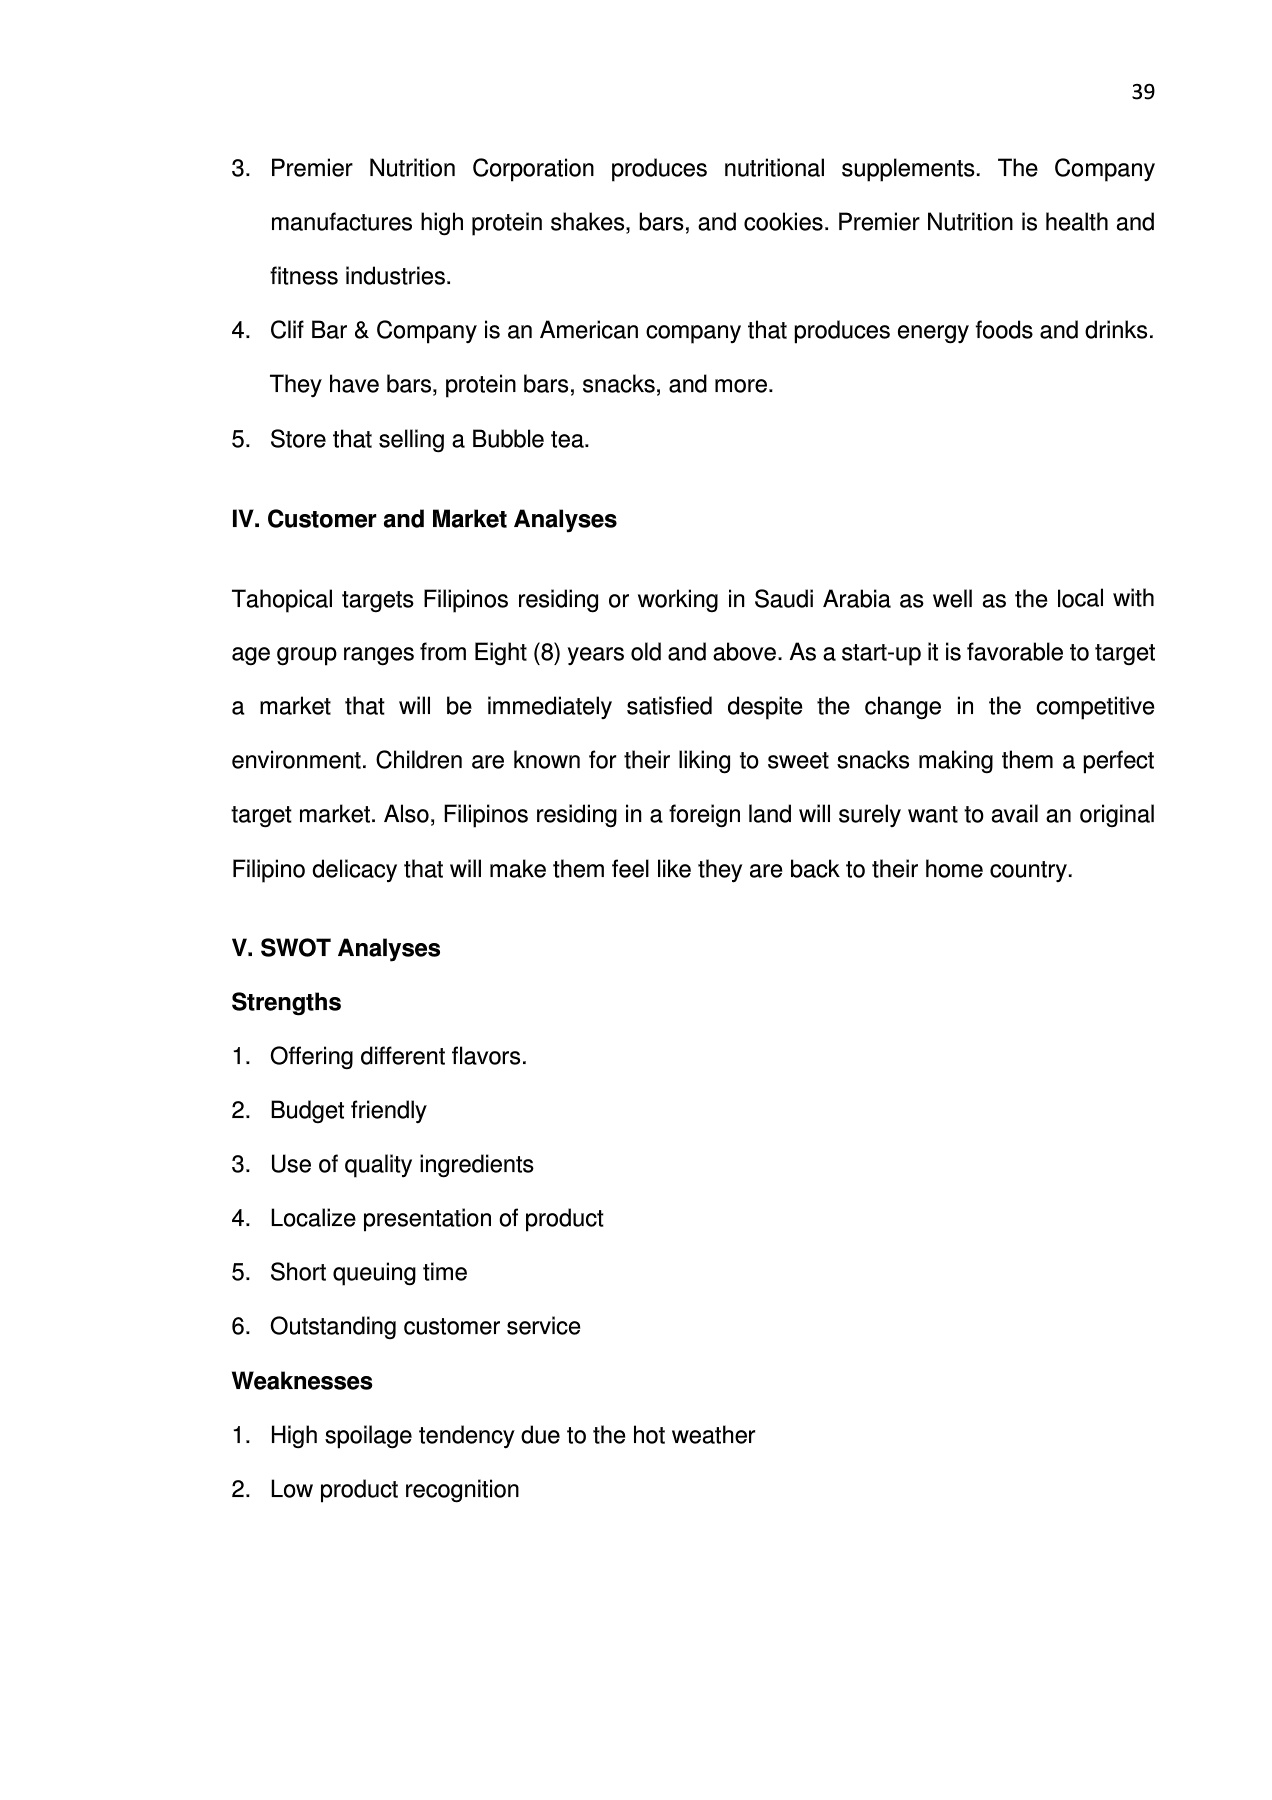 39
3. Premier Nutrition Corporation produces nutritional supplements. The Company
manufactures high protein shakes, bars, and cookies. Premier Nutrition is health and
fitness industries.
4. Clif Bar & Company is an American company that produces energy foods and drinks.
They have bars, protein bars, snacks, and more.
5. Store that selling a Bubble tea.
IV. Customer and Market Analyses
Tahopical targets Filipinos residing or working in Saudi Arabia as well as the local with
age group ranges from Eight (8) years old and above. As a start-up it is favorable to target
a market that will be immediately satisfied despite the change in the competitive
environment. Children are known for their liking to sweet snacks making them a perfect
target market. Also, Filipinos residing in a foreign land will surely want to avail an original
Filipino delicacy that will make them feel like they are back to their home country.
V. SWOT Analyses
Strengths
1. Offering different flavors.
2. Budget friendly
3. Use of quality ingredients
4. Localize presentation of product
5. Short queuing time
6. Outstanding customer service
Weaknesses
1. High spoilage tendency due to the hot weather
2. Low product recognition